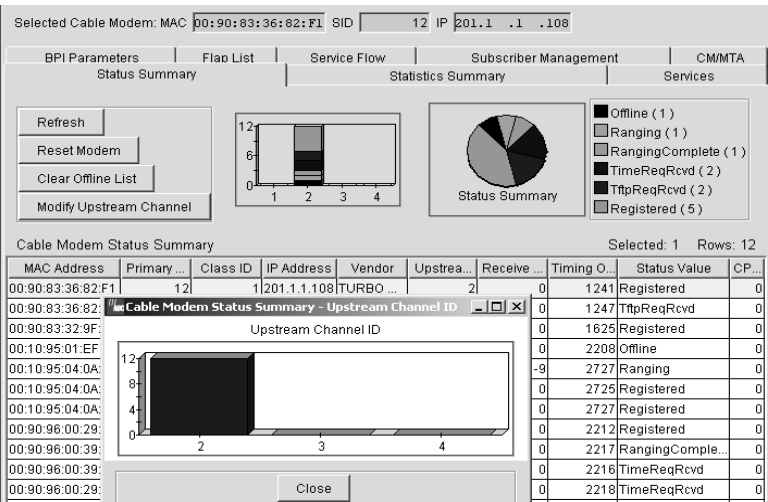 Selected Cable Modem: MAC 00:90:83:36:82:F1 SID 12 IP 201.1 .1 .108
BPI Parameters Flap List Service Flow Subscriber Management CM/MTA
Status Summary Statistics Summary Services
Refresh
Reset Modem
Clear Offline List
Modify Upstream Channel
12
6
0
1 2 3 4
Status Summary
Offline ( 1 )
Ranging ( 1 )
RangingComplete ( 1 )
TimeReqRcvd ( 2 )
TftpReqRcvd ( 2 )
Registered ( 5 )
Cable Modem Status Summary Selected: 1 Rows: 12
MAC Address Primary ... Class ID IP Address Vendor Upstrea... Receive ... Timing O... Status Value CP...
00:90:83:36:82:F1 12 1 201.1.1.108 TURBO ... 2 0 1241 Registered 0
00:90:83:36:82: 0 1247 TftpReqRcvd 0
00:90:83:32:9F: 0 1625 Registered 0
00:10:95:01:EF 0 2208 Offline 0
00:10:95:04:0A: -9 2727 Ranging 0
00:10:95:04:0A: 0 2725 Registered 0
00:10:95:04:0A: 0 2727 Registered 0
00:90:96:00:29: 0 2212 Registered 0
00:90:96:00:39: 0 2217 RangingComple... 0
00:90:96:00:39: 0 2216 TimeReqRcvd 0
00:90:96:00:29: 0 2218 TimeReqRcvd 0
Cable Modem Status Summary - Upstream Channel ID
Upstream Channel ID
12
8
4
0
2 3 4
Close